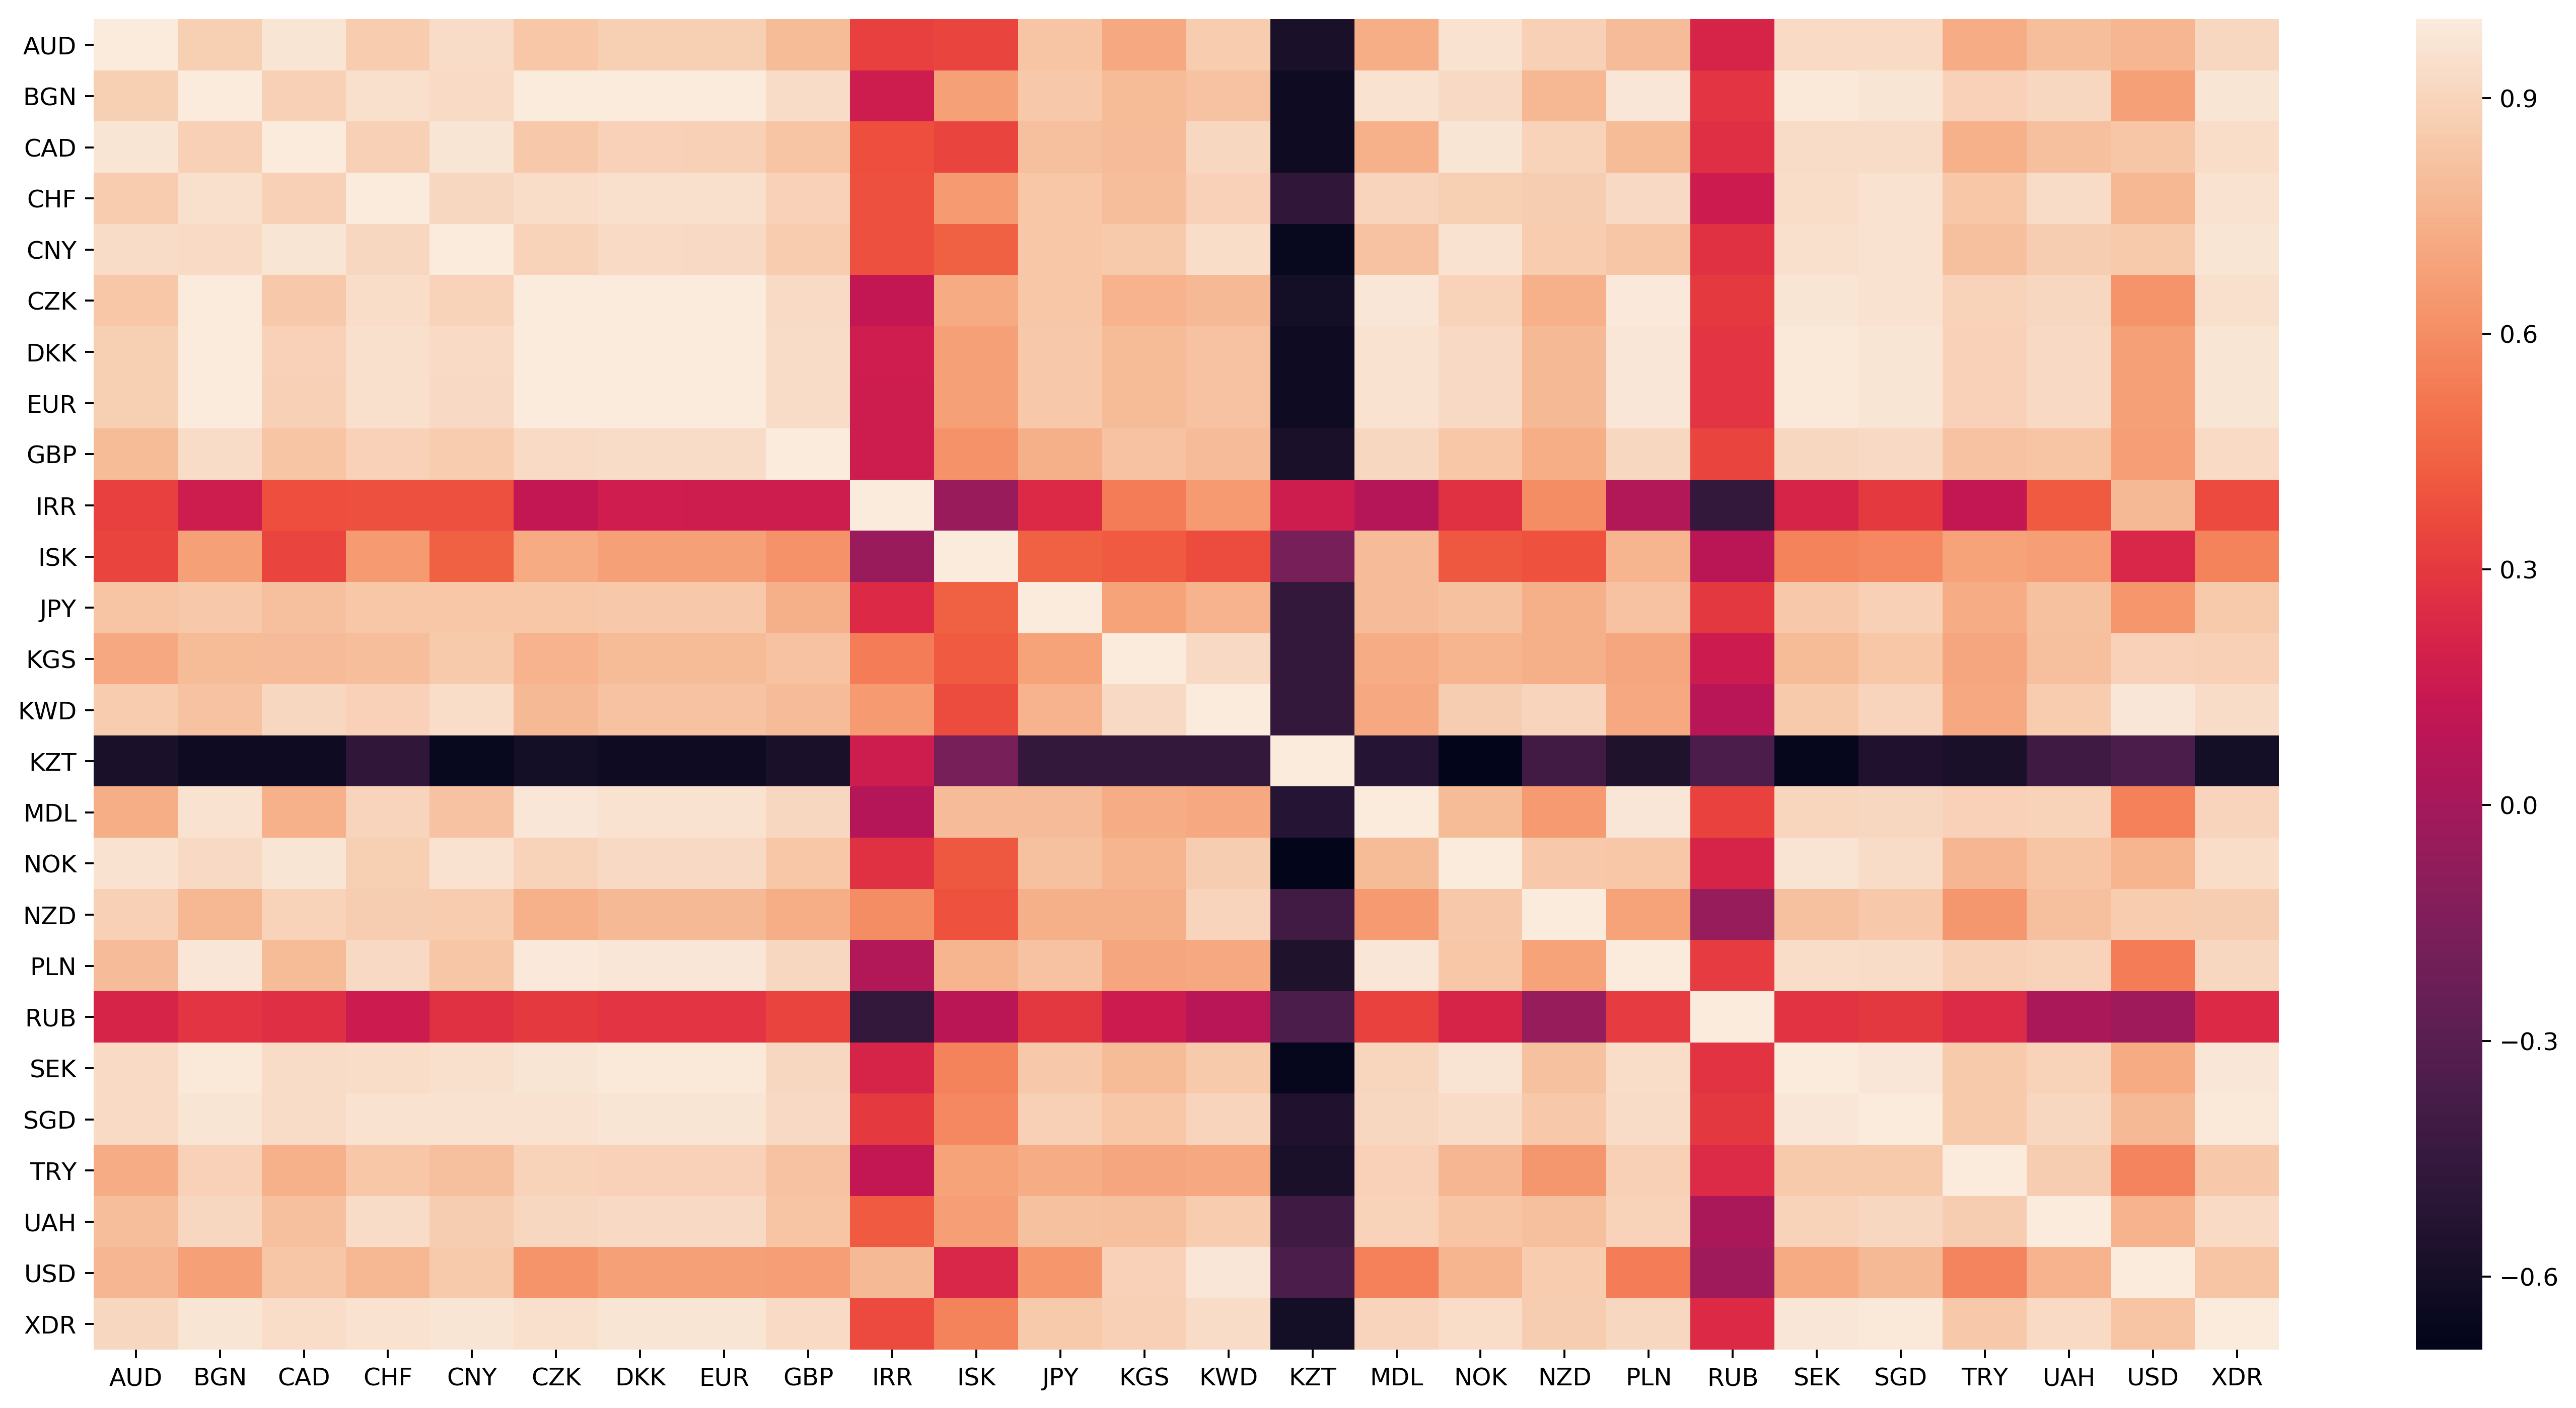 AUD
BGN
CAD
CHF
CNY
CZK
DKK
EUR
GBP
IRR
ISK
JPY
KGS
KWD
KZT
MDL
NOK
NZD
PLN
RUB
SEK
SGD
TRY
UAH
USD
XDR
AUD BGN CAD CHF CNY CZK DKK EUR GBP IRR ISK JPY KGS KWD KZT MDL NOK NZD PLN RUB SEK SGD TRY UAH USD XDR
0.9
0.6
0.3
0.0
−0.3
−0.6